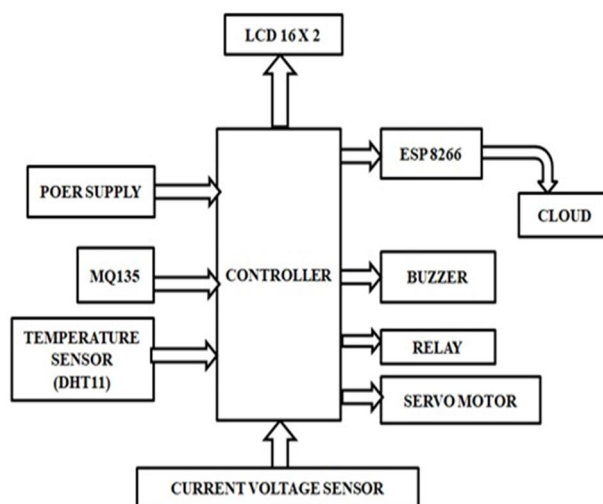 LCD 16 X 2
ESP 8266
POER SUPPLY
CLOUD
MQ135
CONTROLLER
BUZZER
TEMPERATURE
SENSOR
(DHT11)
RELAY
SERVO MOTOR
CURRENT VOLTAGE SENSOR